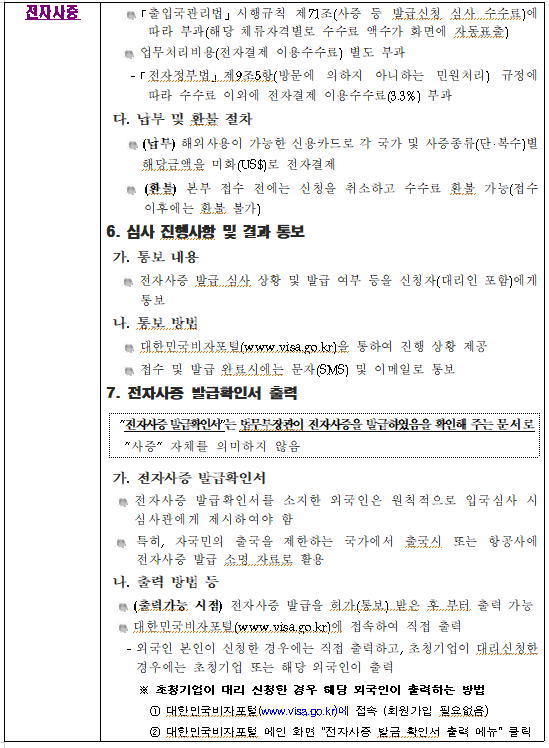 전자사증
「출입국관리법」시행규칙 제71조(사증 등 발급신청 심사 수수료)에
따라 부과(해당 체류자격별로 수수료 액수가 화면에 자동표출)
업무처리비용(전자결제 이용수수료) 별도 부과
-「전자정부법」제9조5항(방문에 의하지 아니하는 민원처리) 규정에
따라 수수료 이외에 전자결제 이용수수료(3.3%) 부과
다. 납부 및 환불 절차
(납부) 해외사용이 가능한 신용카드로 각 국가 및 사증종류(단·복수)별
해당금액을 미화(US$)로 전자결제
(환불) 본부 접수 전에는 신청을 취소하고 수수료 환불 가능(접수
이후에는 환불 불가)
6. 심사 진행사항 및 결과 통보
가. 통보 내용
전자사증 발급 심사 상황 및 발급 여부 등을 신청자(대리인 포함)에게
통보
나. 통보 방법
대한민국비자포털(www.visa.go.kr)을 통하여 진행 상황 제공
접수 및 발급 완료시에는 문자(SMS) 및 이메일로 통보
7. 전자사증 발급확인서 출력
"전자사증 발급확인서"는 법무부장관이 전자사증을 발급하였음을 확인해 주는 문서로
"사증" 자체를 의미하지 않음
가. 전자사증 발급확인서
전자사증 발급확인서를 소지한 외국인은 원칙적으로 입국심사 시
심사관에게 제시하여야 함
특히, 자국민의 출국을 제한하는 국가에서 출국시 또는 항공사에
전자사증 발급 소명 자료로 활용
나. 출력 방법 등
(출력가능 시점) 전자사증 발급을 허가(통보) 받은 후 부터 출력 가능
대한민국비자포털(www.visa.go.kr)에 접속하여 직접 출력
- 외국인 본인이 신청한 경우에는 직접 출력하고, 초청기업이 대리신청한
경우에는 초청기업 또는 해당 외국인이 출력
※ 초청기업이 대리 신청한 경우 해당 외국인이 출력하는 방법
① 대한민국비자포털(www.visa.go.kr)에 접속 (회원가입 필요없음)
② 대한민국비자포털 메인 화면 "전자사증 발급 확인서 출력 메뉴" 클릭